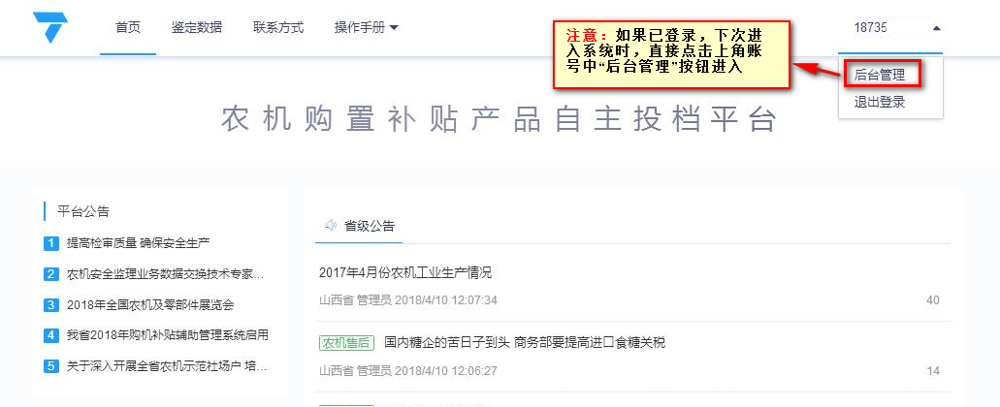 首页 鉴定数据 联系方式 操作手册
注意：如果已登录，下次进
入系统时，直接点击上角账
号中“后台管理”按钮进入
18735
后台管理
退出登录
农机购置补贴产品自主投档平台
平台公告
1 提高检审质量 确保安全生产
2 农机安全监理业务数据交换技术专家...
3 2018年全国农机及零部件展览会
4 我省2018年购机补贴辅助管理系统启用
5 关于深入开展全省农机示范社场户 培...
省级公告
2017年4月份农机工业生产情况
山西省 管理员 2018/4/10 12:07:34 40
农机售后 国内糖企的苦日子到头 商务部要提高进口食糖关税
山西省 管理员 2018/4/10 12:06:27 14